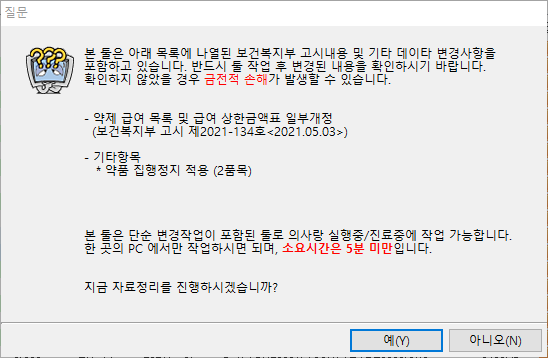 질문
본 툴은 아래 목록에 나열된 보건복지부 고시내용 및 기타 데이타 변경사항을
포함하고 있습니다. 반드시 툴 작업 후 변경된 내용을 확인하시기 바랍니다.
확인하지 않았을 경우 금전적 손해가 발생할 수 있습니다.
- 약제 급여 목록 및 급여 상한금액표 일부개정
(보건복지부 고시 제2021-134호<2021.05.03>)
- 기타항목
* 약품 집행정지 적용 (2품목)
본 툴은 단순 변경작업이 포함된 툴로 의사랑 실행중/진료중에 작업 가능합니다.
한 곳의 PC 에서만 작업하시면 되며, 소요시간은 5분 미만입니다.
지금 자료정리를 진행하시겠습니까?
예(Y)
아니오(N)